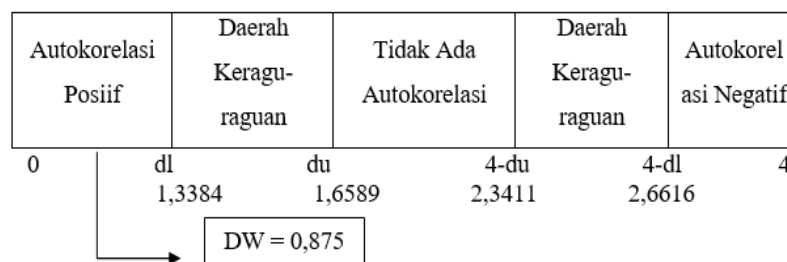 Autokorelasi
Posiif
Daerah
Keragu-
raguan
Tidak Ada
Autokorelasi
Daerah
Keragu-
raguan
Autokorel
asi Negatif
0 dl du 4-du 4-dl 4
1,3384 1,6589 2,3411 2,6616
DW = 0,875